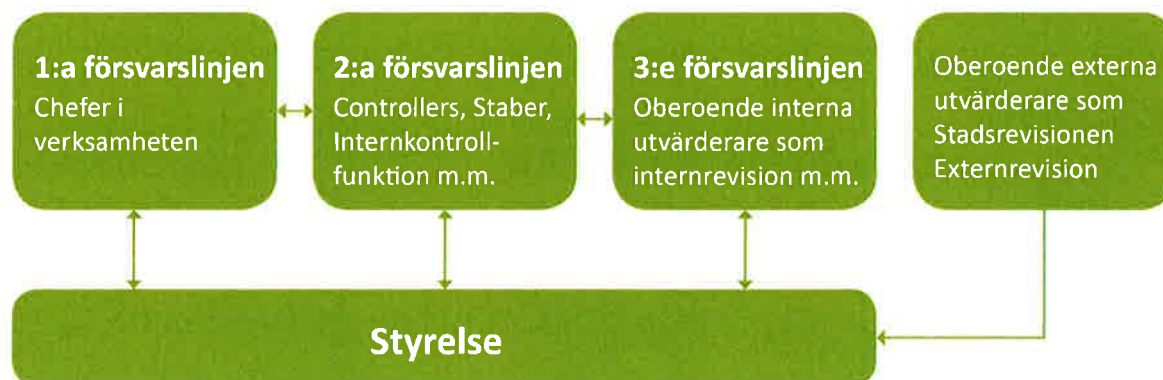 1:a försvarslinjen
Chefer i
verksamheten
2:a försvarslinjen
Controllers, Staber,
Internkontroll-
funktion m.m.
3:e försvarslinjen
Oberoende interna
utvärderare som
internrevision m.m.
Oberoende externa
utvärderare som
Stadsrevisionen
Externrevision
Styrelse